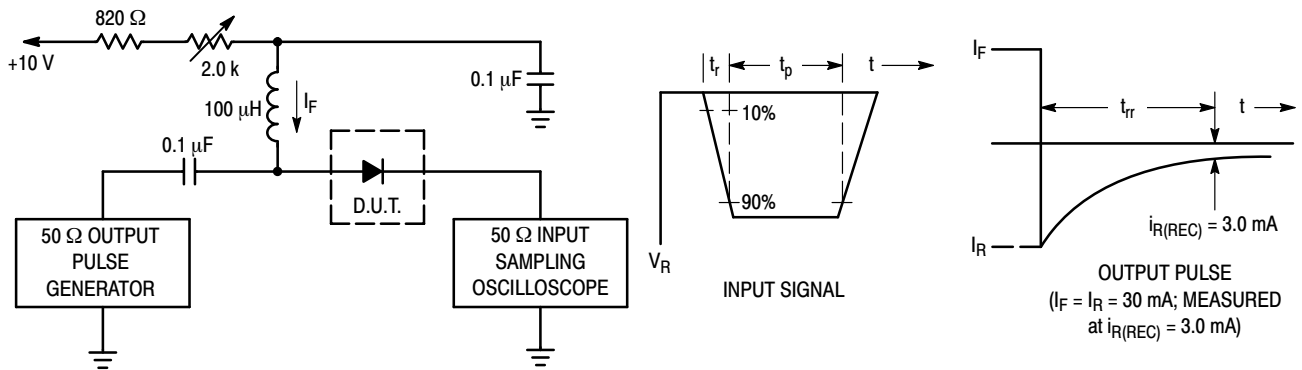 820 Ω
+10 V
2.0 k
100 μH
I_F
0.1 μF
0.1 μF
D.U.T.
50 Ω OUTPUT
PULSE
GENERATOR
50 Ω INPUT
SAMPLING
OSCILLOSCOPE
t_r
t_p
t
10%
90%
V_R
INPUT SIGNAL
I_F
t_rr
t
I_R
i_R(REC) = 3.0 mA
OUTPUT PULSE
(I_F = I_R = 30 mA; MEASURED
at i_R(REC) = 3.0 mA)